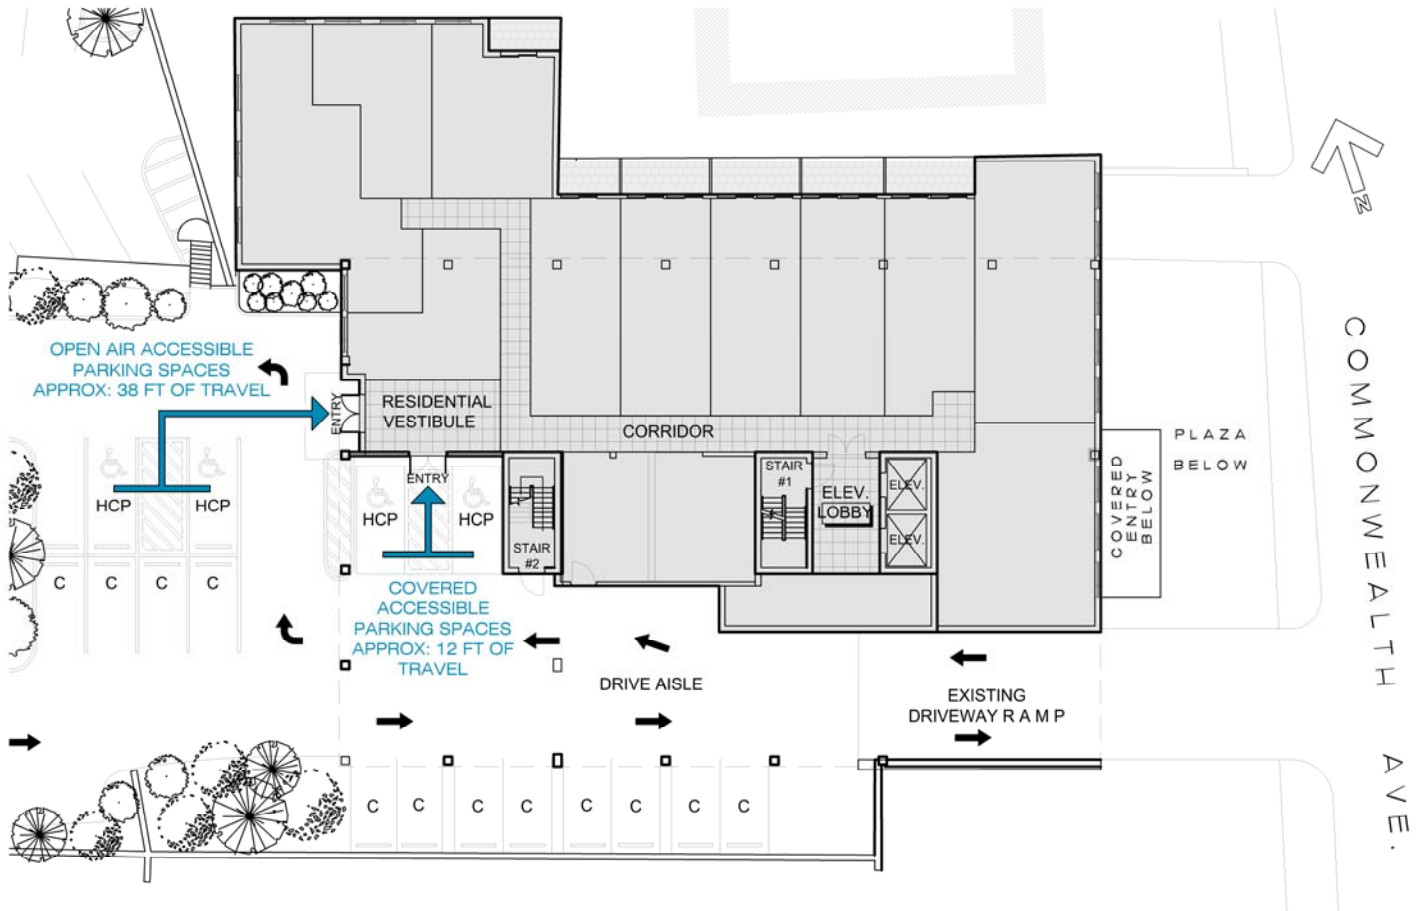 N
OPEN AIR ACCESSIBLE
PARKING SPACES
APPROX: 38 FT OF TRAVEL
ENTRY
RESIDENTIAL
VESTIBULE
CORRIDOR
HCP
HCP
ENTRY
HCP
HCP
STAIR
#2
STAIR
#1
ELEV.
LOBBY
ELEV.
ELEV.
COVERED
ENTRY
BELOW
PLAZA
BELOW
COMMONWEALTH AVE.
C
C
C
C
COVERED
ACCESSIBLE
PARKING SPACES
APPROX: 12 FT OF
TRAVEL
DRIVE AISLE
EXISTING
DRIVEWAY RAMP
C
C
C
C
C
C
C
C